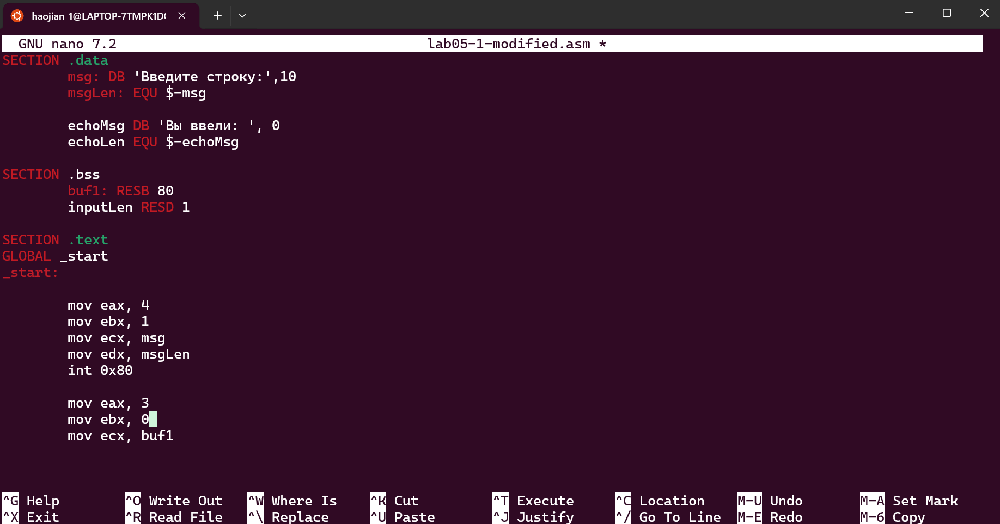 haojian_1@LAPTOP-7TMPK1D
GNU nano 7.2 lab05-1-modified.asm *
SECTION .data
msg: DB 'Введите строку:',10
msgLen: EQU $-msg
echoMsg DB 'Вы ввели: ', 0
echoLen EQU $-echoMsg
SECTION .bss
buf1: RESB 80
inputLen RESD 1
SECTION .text
GLOBAL _start
_start:
mov eax, 4
mov ebx, 1
mov ecx, msg
mov edx, msgLen
int 0x80
mov eax, 3
mov ebx, 0
mov ecx, buf1
^G Help ^O Write Out ^W Where Is ^K Cut ^T Execute ^C Location M-U Undo M-A Set Mark
^X Exit ^R Read File ^\ Replace ^U Paste ^J Justify ^/ Go To Line M-E Redo M-6 Copy